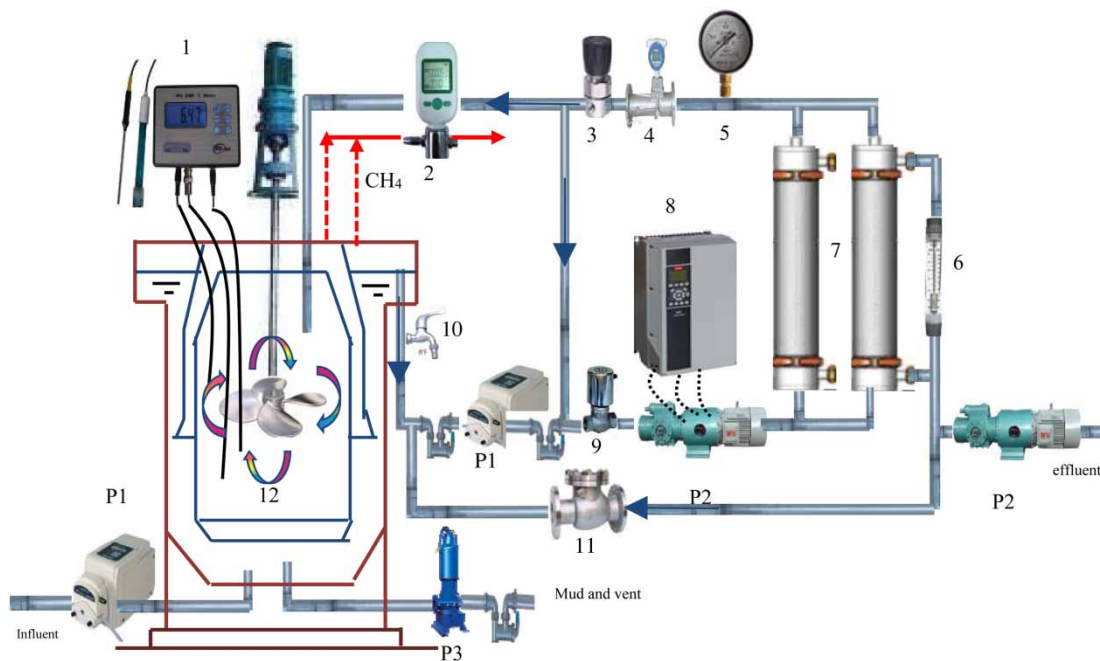 1
2
3
4
5
CH₄
8
7
6
10
9
P1
12
P1
P2
P2
effluent
11
Mud and vent
Influent
P3
6.47